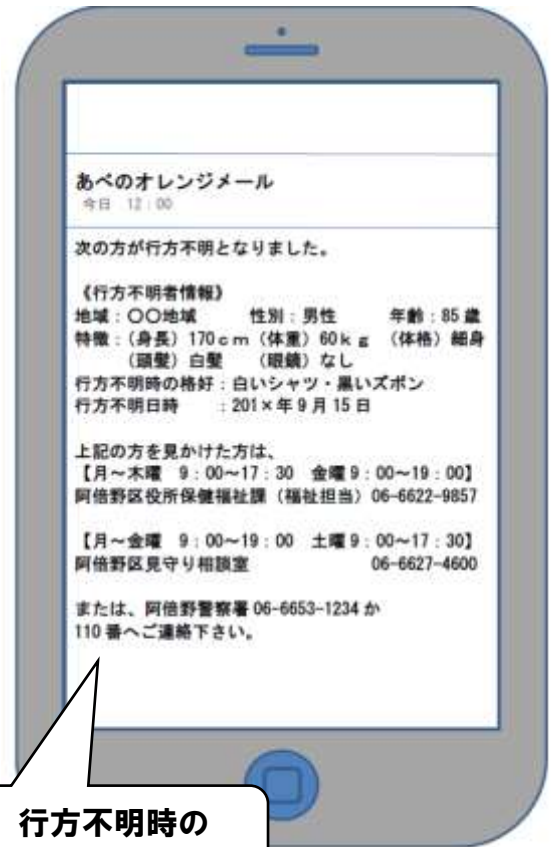 あべのオレンジメール
今日 12:00
次の方が行方不明となりました。
《行方不明者情報》
地域:〇〇地域 性別:男性 年齢:85歳
特徴:(身長)170cm(体重)60kg (体格)細身
(頭髪)白髪 (眼鏡)なし
行方不明時の格好:白いシャツ・黒いズボン
行方不明日時 :201×年9月15日
上記の方を見かけた方は、
【月~木曜 9:00~17:30 金曜9:00~19:00】
阿倍野区役所保健福祉課(福祉担当)06-6622-9857
【月~金曜 9:00~19:00 土曜9:00~17:30】
阿倍野区見守り相談室 06-6627-4600
または、阿倍野警察署 06-6653-1234 か
110番へご連絡下さい。
行方不明時の